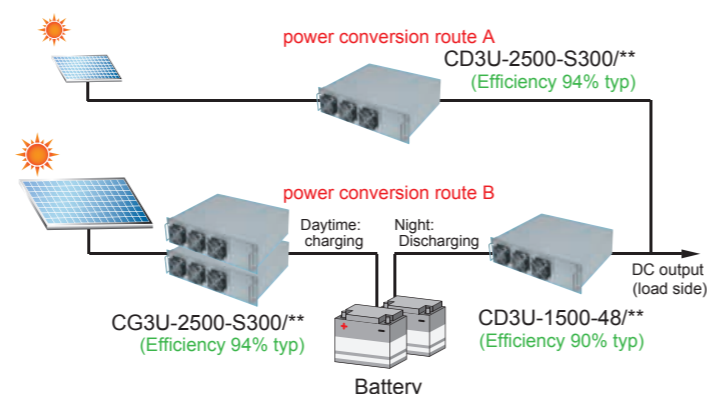 power conversion route A
CD3U-2500-S300/**
(Efficiency 94% typ)
power conversion route B
Daytime:
charging
Night:
Discharging
DC output
(load side)
CG3U-2500-S300/**
(Efficiency 94% typ)
CD3U-1500-48/**
(Efficiency 90% typ)
Battery